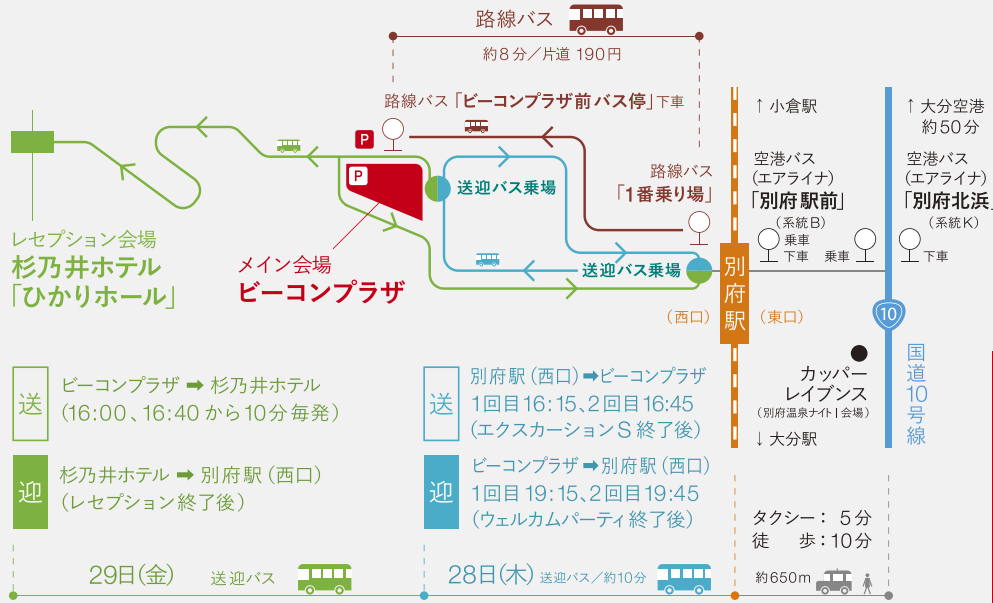 路線バス
約8分／片道 190円
路線バス「ビーコンプラザ前バス停」下車
P
P
送迎バス乗場
路線バス
「1番乗り場」
送迎バス乗場
レセプション会場
杉乃井ホテル
「ひかりホール」
メイン会場
ビーコンプラザ
↑小倉駅
空港バス
(エアライナ)
「別府駅前」
(系統B)
乗車
下車
乗車
↑大分空港
約50分
空港バス
(エアライナ)
「別府北浜」
(系統K)
下車
別府駅
（西口）
（東口）
10
国道10号線
カッパー
レイブンス
(別府温泉ナイトI会場)
↓大分駅
送
ビーコンプラザ ➡ 杉乃井ホテル
(16:00、16:40から10分毎発)
迎
杉乃井ホテル ➡ 別府駅(西口)
(レセプション終了後)
送
別府駅(西口)➡ビーコンプラザ
1回目16:15、2回目16:45
(エクスカーションS 終了後)
迎
ビーコンプラザ➡別府駅(西口)
1回目19:15、2回目19:45
(ウェルカムパーティ終了後)
タクシー： 5分
徒　歩：10分
29日(金)　送迎バス
28日(木) 送迎バス／約10分
約650m